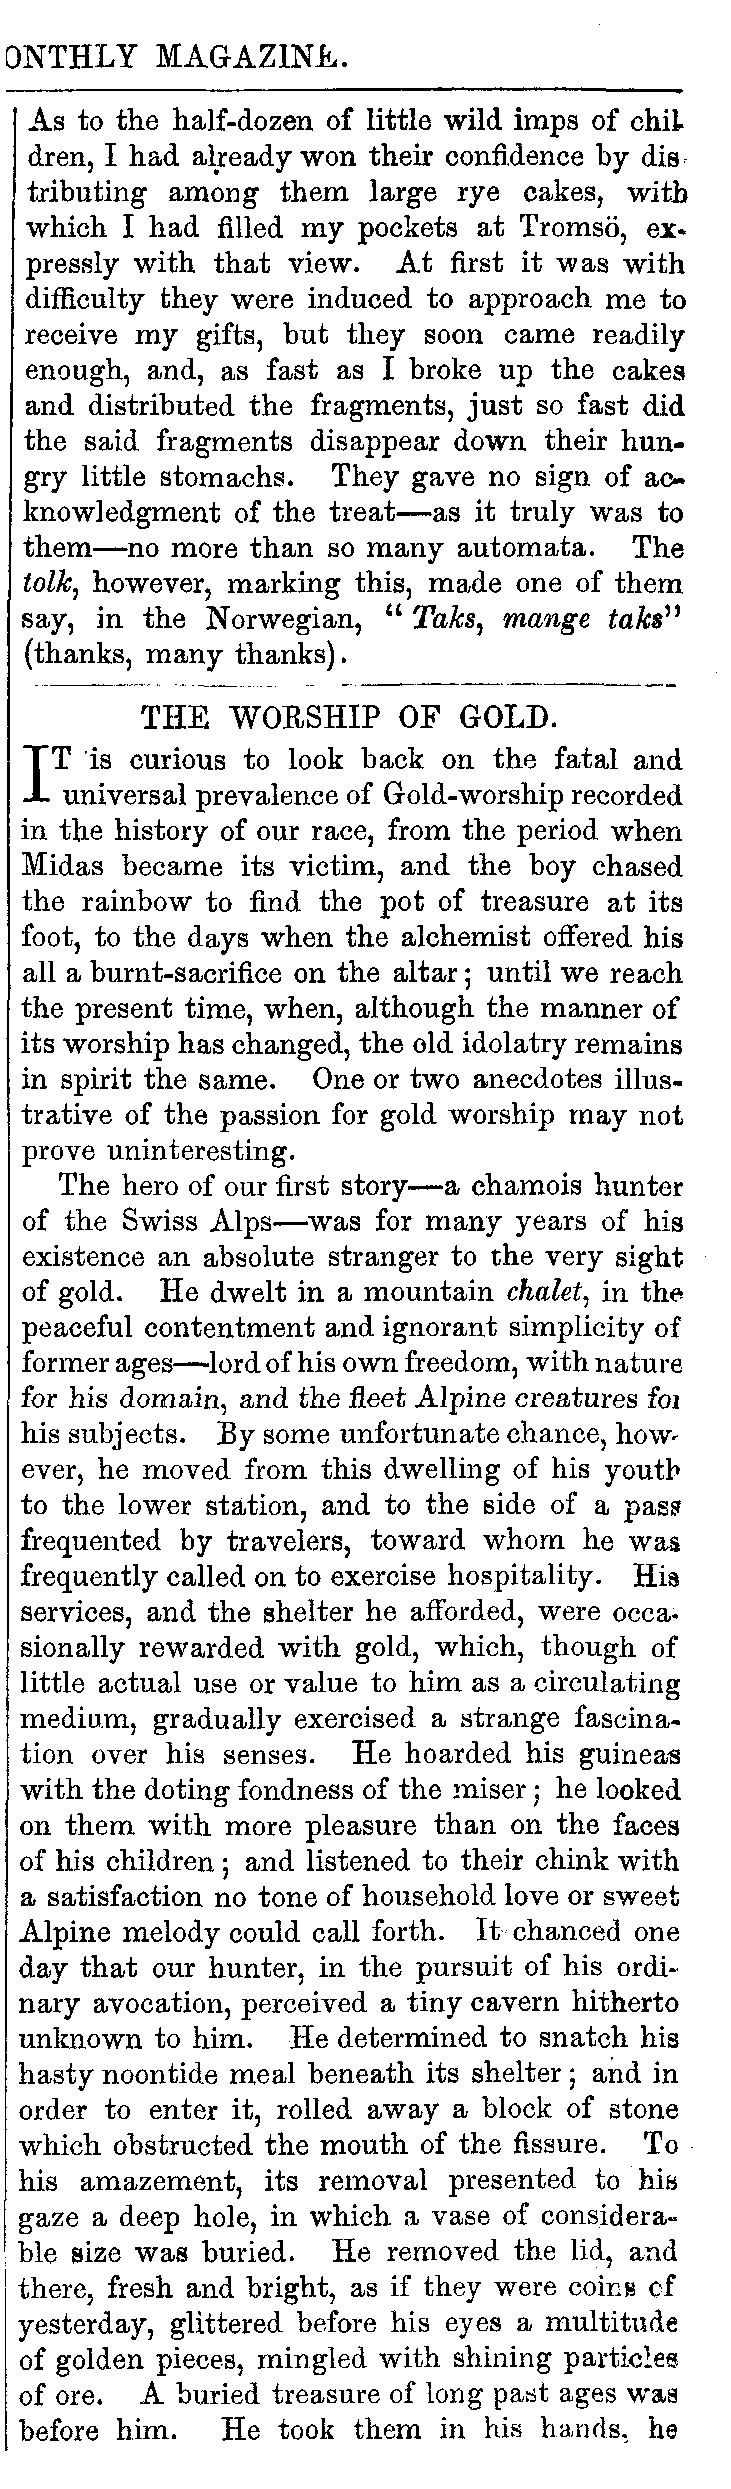 ONTHLY MAGAZINE.
As to the half-dozen of little wild imps of chil-
dren, I had already won their confidence by dis-
tributing among them large rye cakes, with
which I had filled my pockets at Tromsö, ex-
pressly with that view. At first it was with
difficulty they were induced to approach me to
receive my gifts, but they soon came readily
enough, and, as fast as I broke up the cakes
and distributed the fragments, just so fast did
the said fragments disappear down their hun-
gry little stomachs. They gave no sign of ac-
knowledgment of the treat—as it truly was to
them—no more than so many automata. The
tolk, however, marking this, made one of them
say, in the Norwegian, "Taks, mange taks"
(thanks, many thanks).
THE WORSHIP OF GOLD.
IT is curious to look back on the fatal and
universal prevalence of Gold-worship recorded
in the history of our race, from the period when
Midas became its victim, and the boy chased
the rainbow to find the pot of treasure at its
foot, to the days when the alchemist offered his
all a burnt-sacrifice on the altar; until we reach
the present time, when, although the manner of
its worship has changed, the old idolatry remains
in spirit the same. One or two anecdotes illus-
trative of the passion for gold worship may not
prove uninteresting.
The hero of our first story—a chamois hunter
of the Swiss Alps—was for many years of his
existence an absolute stranger to the very sight
of gold. He dwelt in a mountain chalet, in the
peaceful contentment and ignorant simplicity of
former ages—lord of his own freedom, with nature
for his domain, and the fleet Alpine creatures for
his subjects. By some unfortunate chance, how-
ever, he moved from this dwelling of his youth
to the lower station, and to the side of a pass
frequented by travelers, toward whom he was
frequently called on to exercise hospitality. His
services, and the shelter he afforded, were occa-
sionally rewarded with gold, which, though of
little actual use or value to him as a circulating
medium, gradually exercised a strange fascina-
tion over his senses. He hoarded his guineas
with the doting fondness of the miser; he looked
on them with more pleasure than on the faces
of his children; and listened to their chink with
a satisfaction no tone of household love or sweet
Alpine melody could call forth. It chanced one
day that our hunter, in the pursuit of his ordi-
nary avocation, perceived a tiny cavern hitherto
unknown to him. He determined to snatch his
hasty noontide meal beneath its shelter; and in
order to enter it, rolled away a block of stone
which obstructed the mouth of the fissure. To
his amazement, its removal presented to his
gaze a deep hole, in which a vase of considera-
ble size was buried. He removed the lid, and
there, fresh and bright, as if they were coins of
yesterday, glittered before his eyes a multitude
of golden pieces, mingled with shining particles
of ore. A buried treasure of long past ages was
before him. He took them in his hands, he